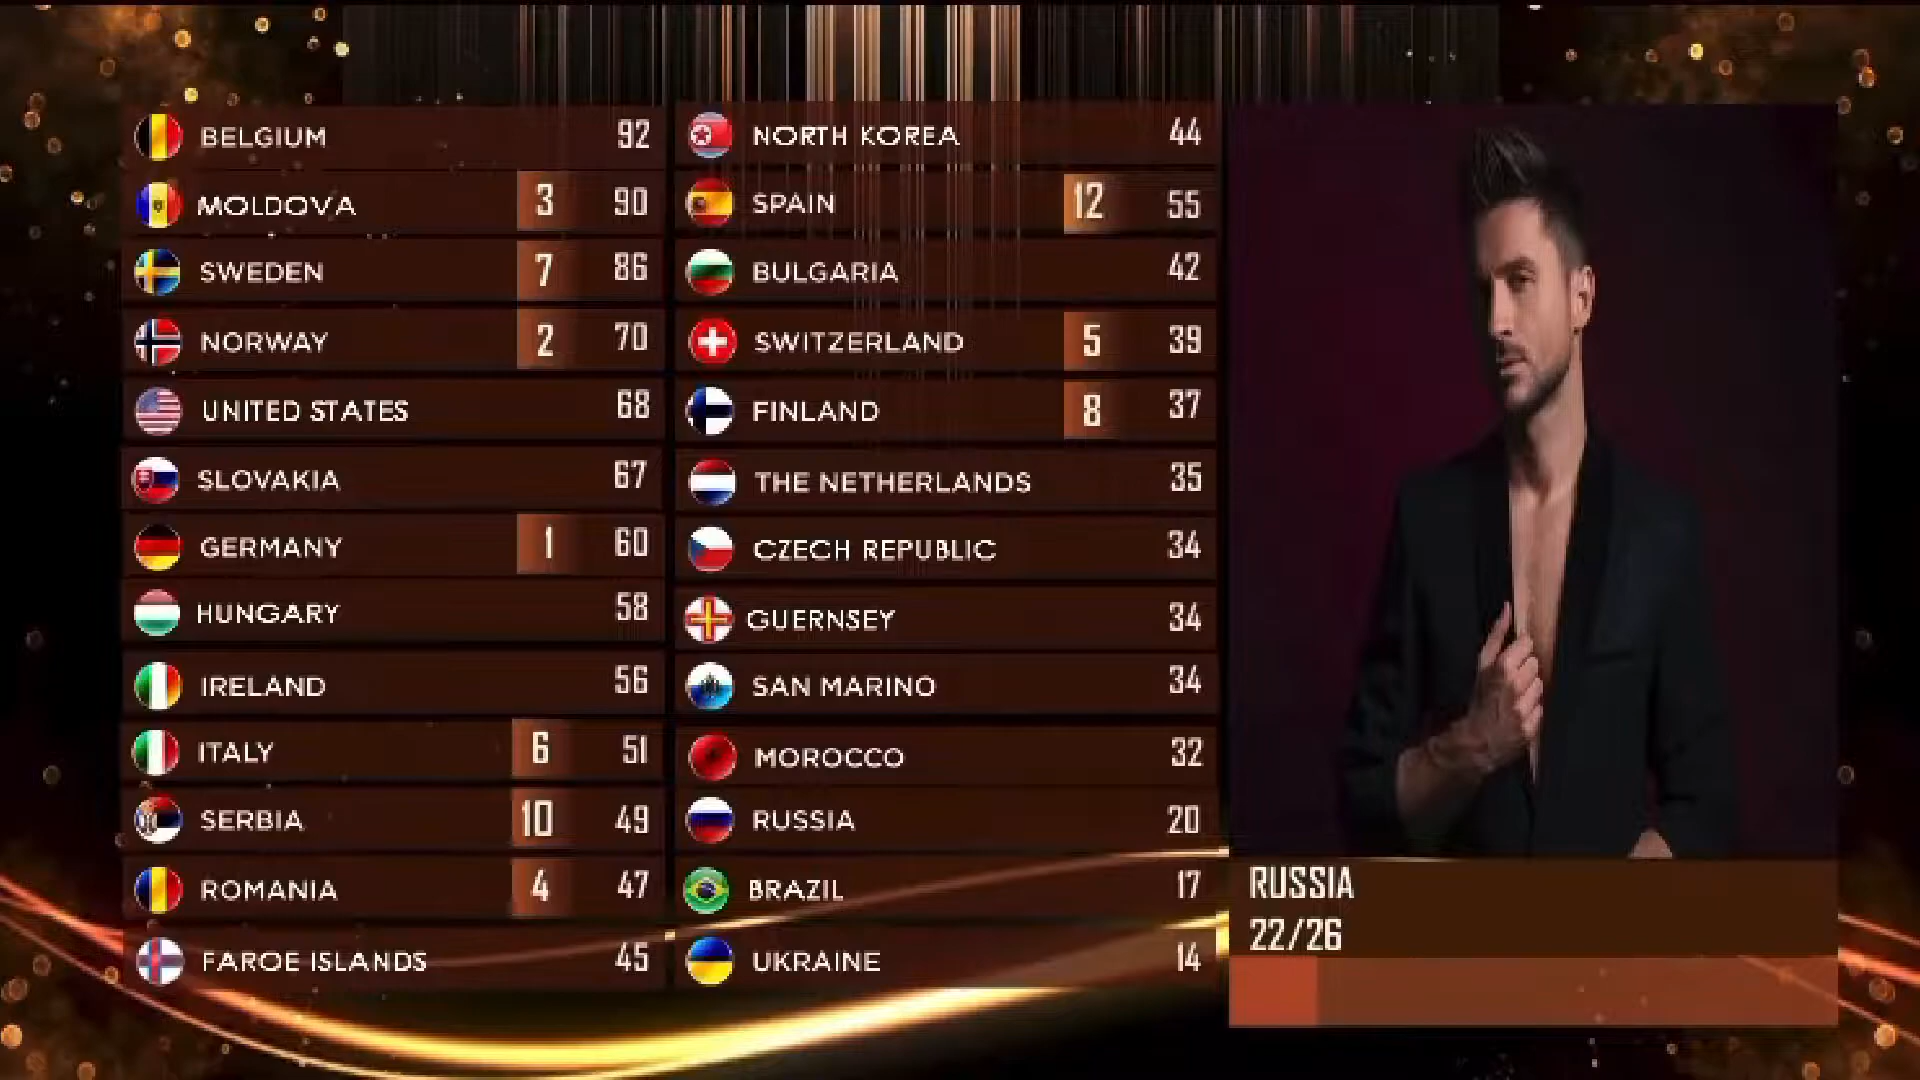 BELGIUM 92
MOLDOVA 3 90
SWEDEN 7 86
NORWAY 2 70
UNITED STATES 68
SLOVAKIA 67
GERMANY 1 60
HUNGARY 58
IRELAND 56
ITALY 6 51
SERBIA 10 49
ROMANIA 4 47
FAROE ISLANDS 45
NORTH KOREA 44
SPAIN 12 55
BULGARIA 42
SWITZERLAND 5 39
FINLAND 8 37
THE NETHERLANDS 35
CZECH REPUBLIC 34
GUERNSEY 34
SAN MARINO 34
MOROCCO 32
RUSSIA 20
BRAZIL 17
UKRAINE 14
RUSSIA
22/26